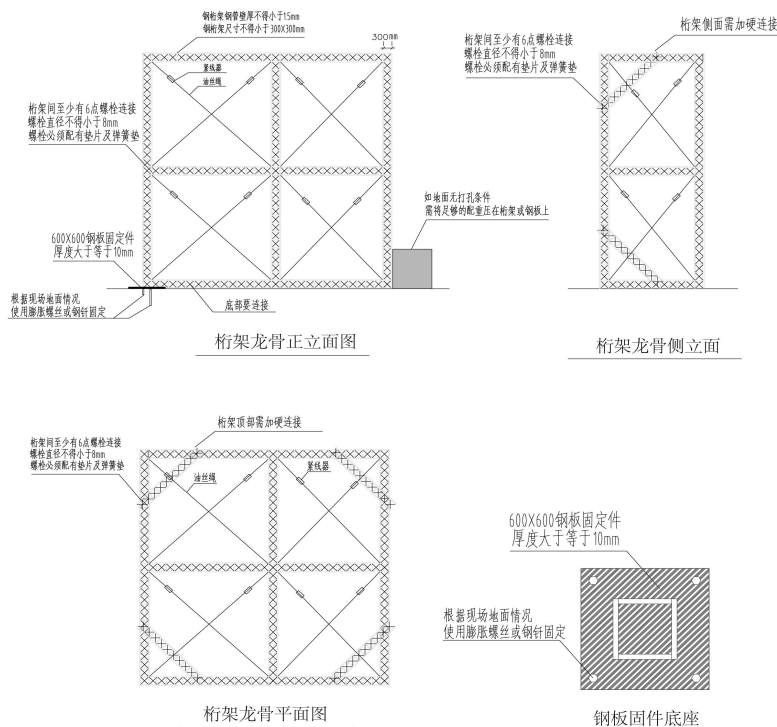 钢桁架钢管壁厚不得小于1.5mm
钢桁架尺寸不得小于300X300mm
300mm
紧线器
油丝绳
桁架间至少有6点螺栓连接
螺栓直径不得小于8mm
螺栓必须配有垫片及弹簧垫
600X600钢板固定件
厚度大于等于10mm
根据现场地面情况
使用膨胀螺丝或钢钎固定
底部要连接
如地面无打孔条件
需将足够的配重压在桁架或钢板上
桁架龙骨正立面图
桁架侧面需加硬连接
桁架间至少有6点螺栓连接
螺栓直径不得小于8mm
螺栓必须配有垫片及弹簧垫
桁架龙骨侧立面
桁架顶部需加硬连接
桁架间至少有6点螺栓连接
螺栓直径不得小于8mm
螺栓必须配有垫片及弹簧垫
油丝绳
紧线器
桁架龙骨平面图
600X600钢板固定件
厚度大于等于10mm
根据现场地面情况
使用膨胀螺丝或钢钎固定
钢板固件底座